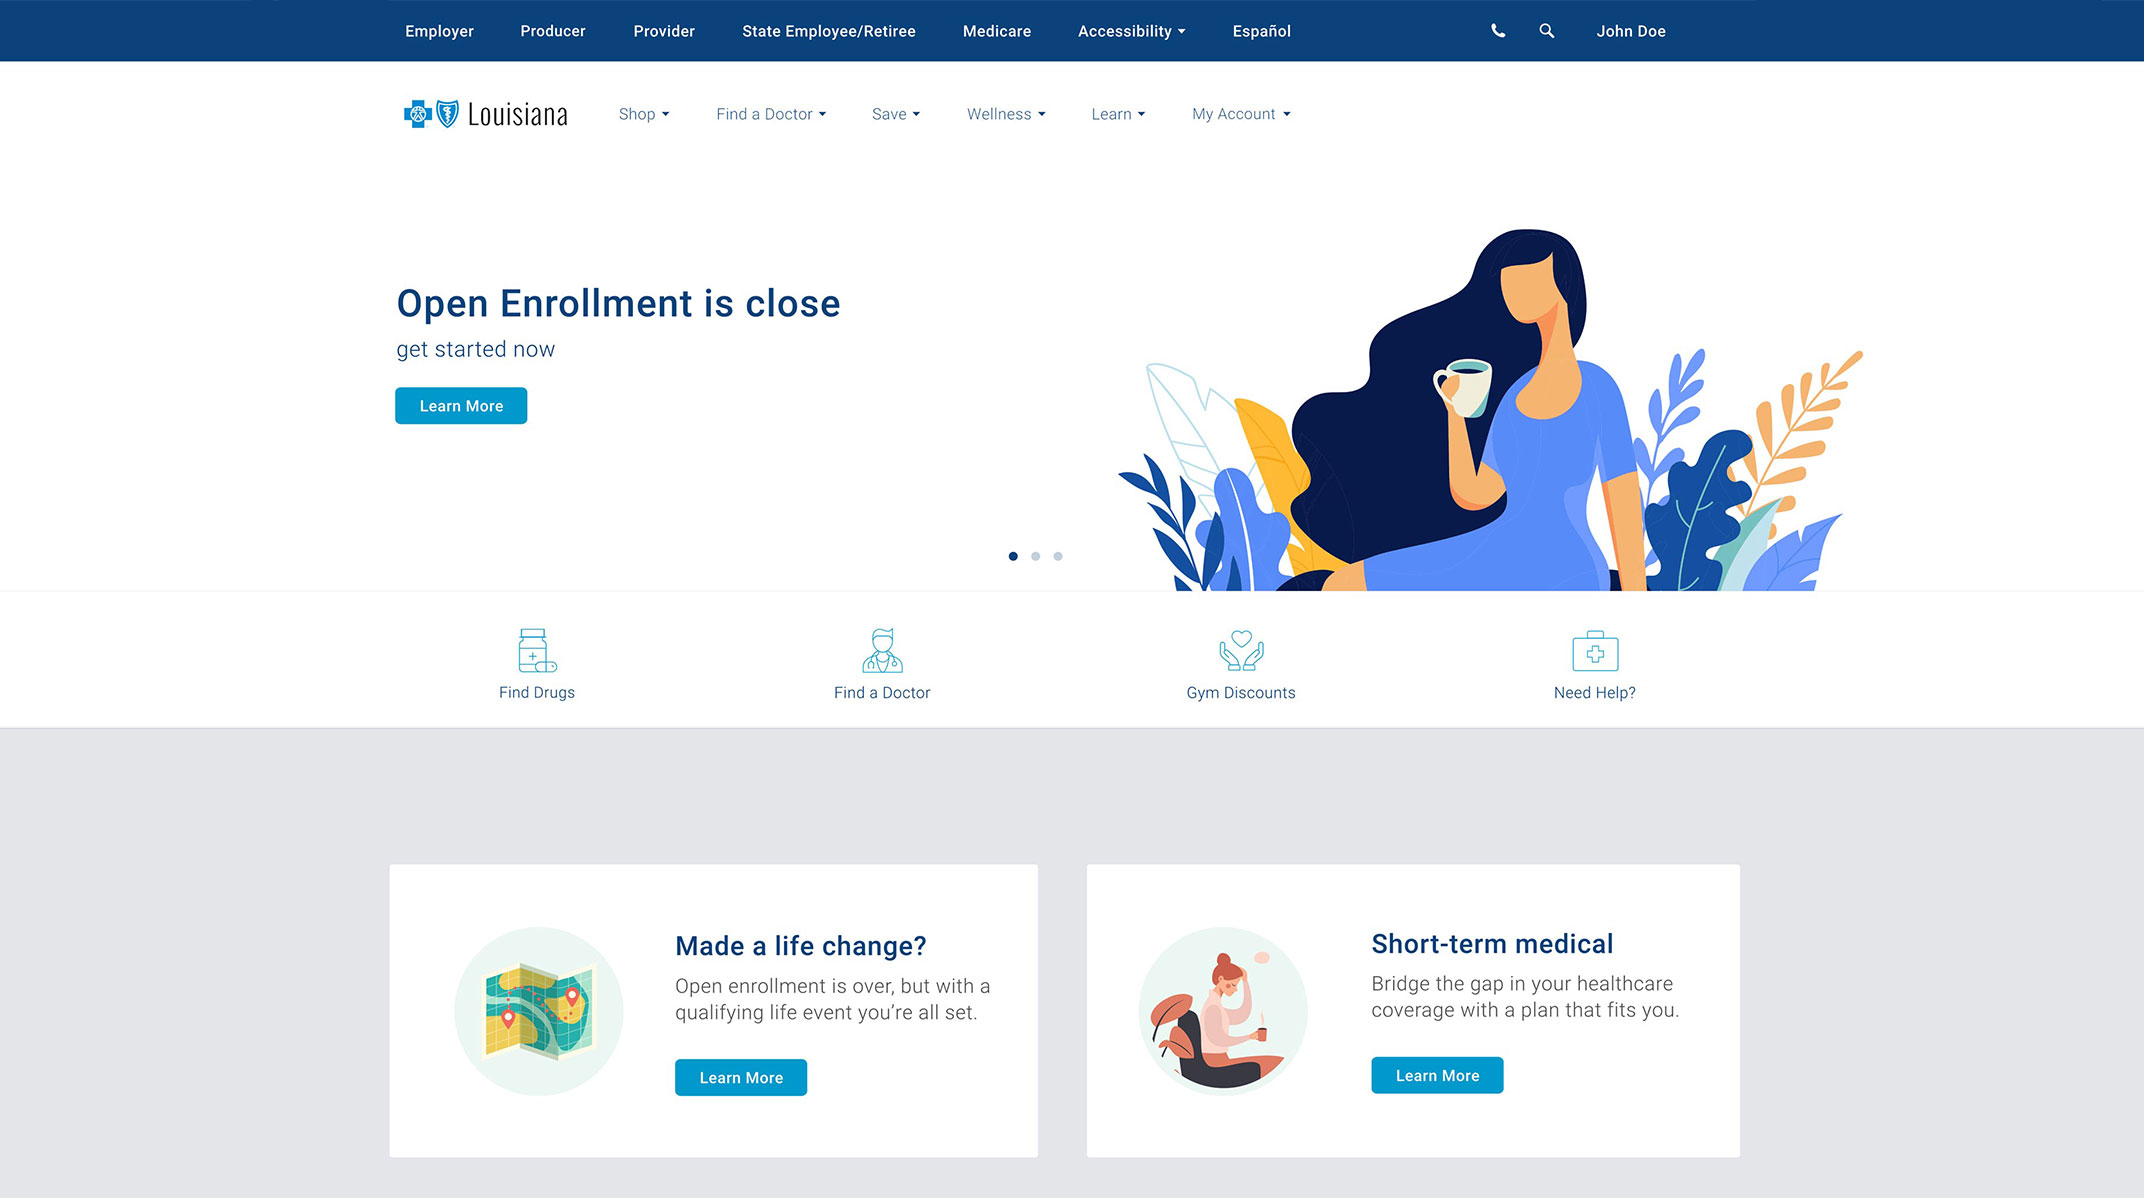 Employer Producer Provider State Employee/Retiree Medicare Accessibility Español John Doe
Louisiana Shop Find a Doctor Save Wellness Learn My Account
Open Enrollment is close
get started now
Learn More
Find Drugs Find a Doctor Gym Discounts Need Help?
Made a life change?
Open enrollment is over, but with a
qualifying life event you’re all set.
Learn More
Short-term medical
Bridge the gap in your healthcare
coverage with a plan that fits you.
Learn More